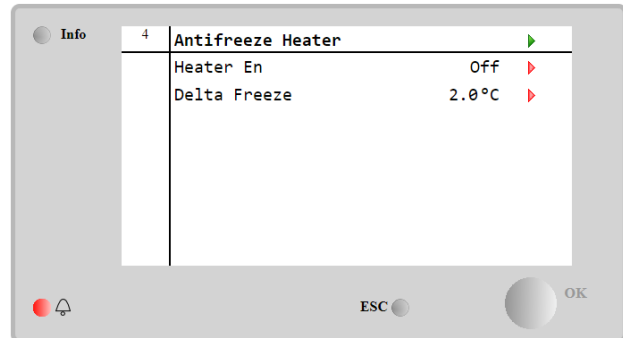 Info
4 Antifreeze Heater
Heater En Off
Delta Freeze 2.0°C
ESC
OK